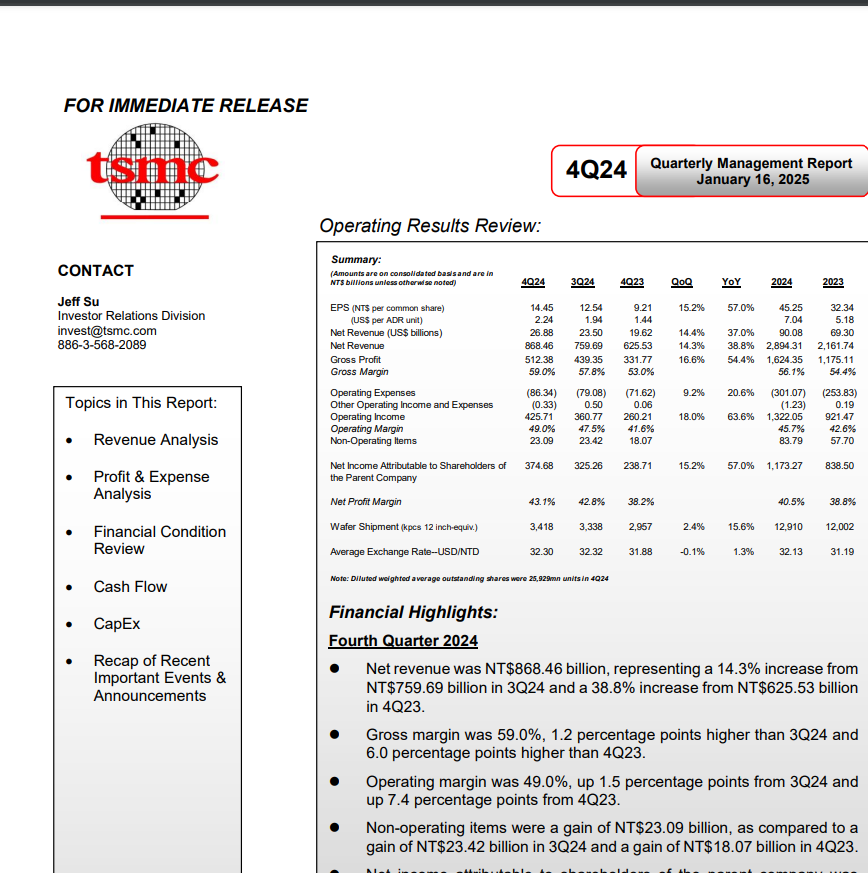 FOR IMMEDIATE RELEASE
tsmc
4Q24
Quarterly Management Report
January 16, 2025
CONTACT
Jeff Su
Investor Relations Division
invest@tsmc.com
886-3-568-2089
Topics in This Report:
• Revenue Analysis
• Profit & Expense
Analysis
• Financial Condition
Review
• Cash Flow
• CapEx
• Recap of Recent
Important Events &
Announcements
Operating Results Review:
Summary:
(Amounts are on consolidated basis and are in
NT$ billions unless otherwise noted) 4Q24 3Q24 4Q23 QoQ YoY 2024 2023
EPS (NT$ per common share) 14.45 12.54 9.21 15.2% 57.0% 45.25 32.34
(US$ per ADR unit) 2.24 1.94 1.44 7.04 5.18
Net Revenue (US$ billions) 26.88 23.50 19.62 14.4% 37.0% 90.08 69.30
Net Revenue 868.46 759.69 625.53 14.3% 38.8% 2,894.31 2,161.74
Gross Profit 512.38 439.35 331.77 16.6% 54.4% 1,624.35 1,175.11
Gross Margin 59.0% 57.8% 53.0% 56.1% 54.4%
Operating Expenses (86.34) (79.08) (71.62) 9.2% 20.6% (301.07) (253.83)
Other Operating Income and Expenses (0.33) 0.50 0.06 (1.23) 0.19
Operating Income 425.71 360.77 260.21 18.0% 63.6% 1,322.05 921.47
Operating Margin 49.0% 47.5% 41.6% 45.7% 42.6%
Non-Operating Items 23.09 23.42 18.07 83.79 57.70
Net Income Attributable to Shareholders of 374.68 325.26 238.71 15.2% 57.0% 1,173.27 838.50
the Parent Company
Net Profit Margin 43.1% 42.8% 38.2% 40.5% 38.8%
Wafer Shipment (kpcs 12 inch-equiv.) 3,418 3,338 2,957 2.4% 15.6% 12,910 12,002
Average Exchange Rate--USD/NTD 32.30 32.32 31.88 -0.1% 1.3% 32.13 31.19
Note: Diluted weighted average outstanding shares were 25,929mn units in 4Q24
Financial Highlights:
Fourth Quarter 2024
● Net revenue was NT$868.46 billion, representing a 14.3% increase from
NT$759.69 billion in 3Q24 and a 38.8% increase from NT$625.53 billion
in 4Q23.
● Gross margin was 59.0%, 1.2 percentage points higher than 3Q24 and
6.0 percentage points higher than 4Q23.
● Operating margin was 49.0%, up 1.5 percentage points from 3Q24 and
up 7.4 percentage points from 4Q23.
● Non-operating items were a gain of NT$23.09 billion, as compared to a
gain of NT$23.42 billion in 3Q24 and a gain of NT$18.07 billion in 4Q23.
● Net income attributable to shareholders of the parent company was